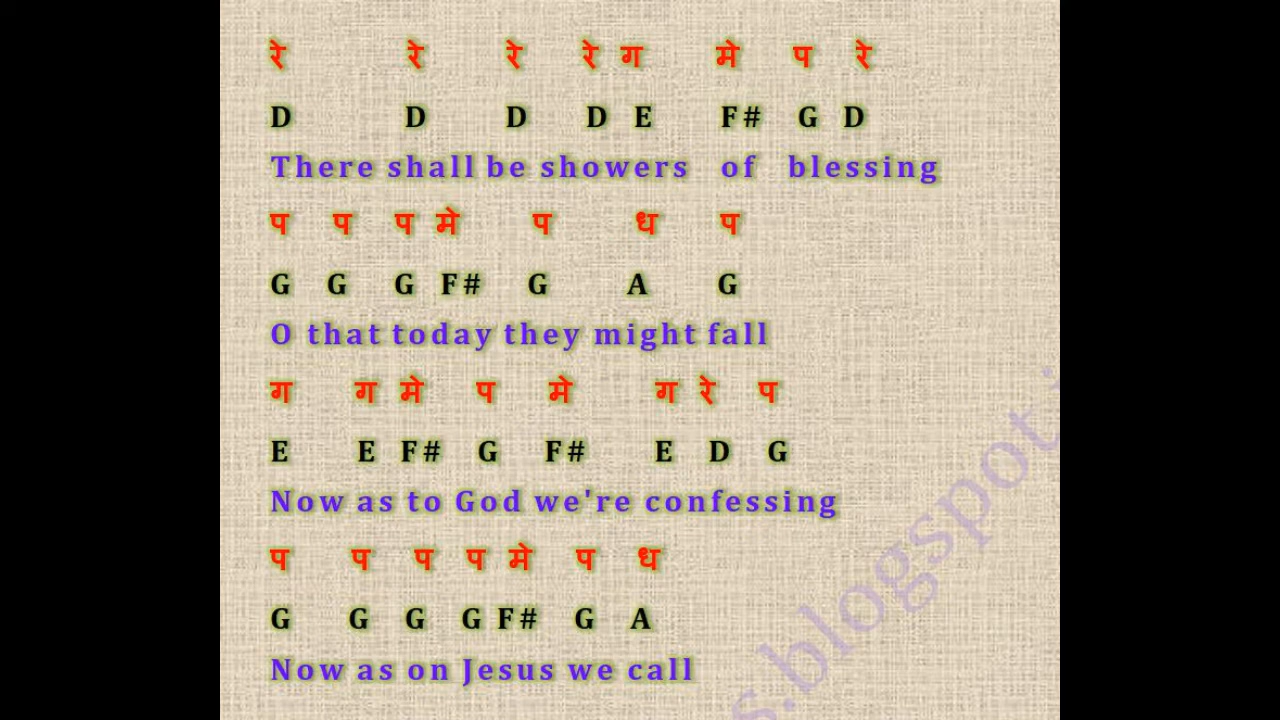 रे रे रे रे ग मे प रे
D D D D E F# G D
There shall be showers of blessing
प प प मे प ध प
G G G F# G A G
O that today they might fall
ग ग मे प मे ग रे प
E E F# G F# E D G
Now as to God we're confessing
प प प प मे प ध
G G G G F# G A
Now as on Jesus we call
s.blogspot.i